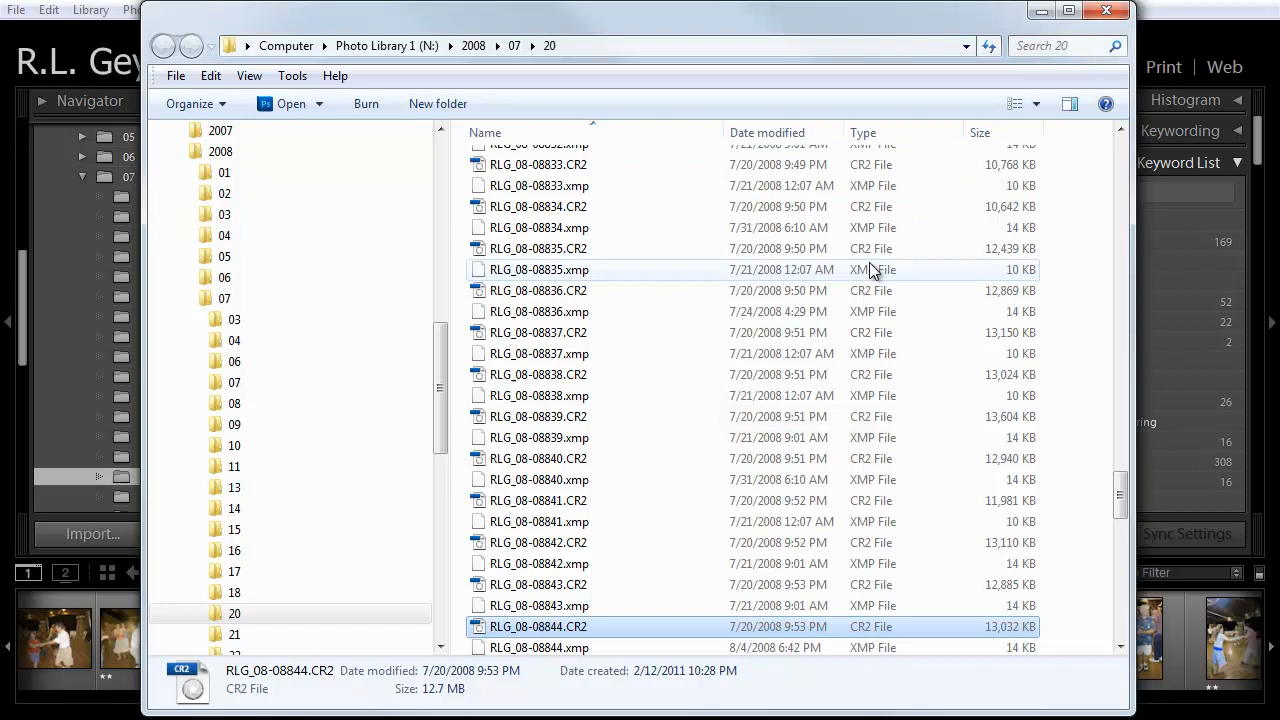 File Edit Library
R.L. Gey
Print | Web
Computer Photo Library 1 (N:) 2008 07 20
Search 20
File Edit View Tools Help
Organize Open Burn New folder
Navigator
Histogram
Keywording
Keyword List
05
06
07
169
52
22
2
26
ring
16
308
16
Import...
Sync Settings
1 2
Filter
2007
2008
01
02
03
04
05
06
07
03
04
06
07
08
09
10
11
13
14
15
16
17
18
20
21
Name Date modified Type Size
RLG_08-08833.CR2 7/20/2008 9:49 PM CR2 File 10,768 KB
RLG_08-08833.xmp 7/21/2008 12:07 AM XMP File 10 KB
RLG_08-08834.CR2 7/20/2008 9:50 PM CR2 File 10,642 KB
RLG_08-08834.xmp 7/31/2008 6:10 AM XMP File 14 KB
RLG_08-08835.CR2 7/20/2008 9:50 PM CR2 File 12,439 KB
RLG_08-08835.xmp 7/21/2008 12:07 AM XMP File 10 KB
RLG_08-08836.CR2 7/20/2008 9:50 PM CR2 File 12,869 KB
RLG_08-08836.xmp 7/24/2008 4:29 PM XMP File 14 KB
RLG_08-08837.CR2 7/20/2008 9:51 PM CR2 File 13,150 KB
RLG_08-08837.xmp 7/21/2008 12:07 AM XMP File 10 KB
RLG_08-08838.CR2 7/20/2008 9:51 PM CR2 File 13,024 KB
RLG_08-08838.xmp 7/21/2008 12:07 AM XMP File 10 KB
RLG_08-08839.CR2 7/20/2008 9:51 PM CR2 File 13,604 KB
RLG_08-08839.xmp 7/21/2008 9:01 AM XMP File 14 KB
RLG_08-08840.CR2 7/20/2008 9:51 PM CR2 File 12,940 KB
RLG_08-08840.xmp 7/31/2008 6:10 AM XMP File 14 KB
RLG_08-08841.CR2 7/20/2008 9:52 PM CR2 File 11,981 KB
RLG_08-08841.xmp 7/21/2008 12:07 AM XMP File 10 KB
RLG_08-08842.CR2 7/20/2008 9:52 PM CR2 File 13,110 KB
RLG_08-08842.xmp 7/21/2008 9:01 AM XMP File 14 KB
RLG_08-08843.CR2 7/20/2008 9:53 PM CR2 File 12,885 KB
RLG_08-08843.xmp 7/21/2008 9:01 AM XMP File 14 KB
RLG_08-08844.CR2 7/20/2008 9:53 PM CR2 File 13,032 KB
RLG_08-08844.xmp 8/4/2008 6:42 PM XMP File 14 KB
CR2
RLG_08-08844.CR2 Date modified: 7/20/2008 9:53 PM Date created: 2/12/2011 10:28 PM
CR2 File Size: 12.7 MB